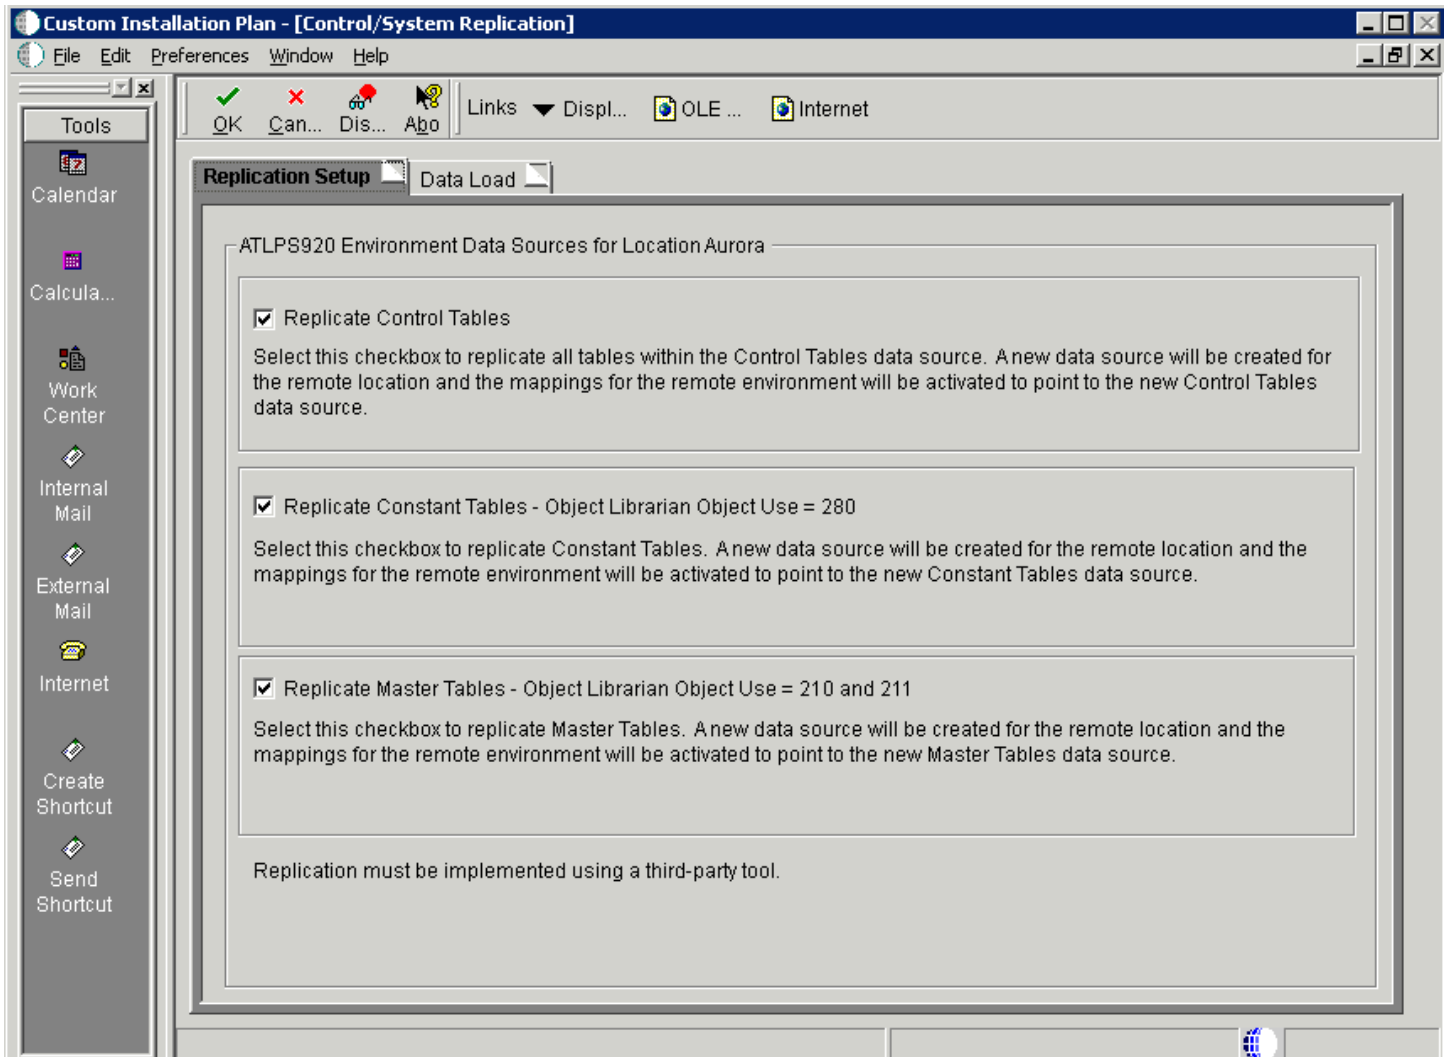 Custom Installation Plan - [Control/System Replication]
File Edit Preferences Window Help
Tools
Calendar
Calcula...
Work
Center
Internal
Mail
External
Mail
Internet
Create
Shortcut
Send
Shortcut
OK Can... Dis... Abo Links Displ... OLE ... Internet
Replication Setup Data Load
ATLPS920 Environment Data Sources for Location Aurora
Replicate Control Tables
Select this checkbox to replicate all tables within the Control Tables data source. A new data source will be created for
the remote location and the mappings for the remote environment will be activated to point to the new Control Tables
data source.
Replicate Constant Tables - Object Librarian Object Use = 280
Select this checkbox to replicate Constant Tables. A new data source will be created for the remote location and the
mappings for the remote environment will be activated to point to the new Constant Tables data source.
Replicate Master Tables - Object Librarian Object Use = 210 and 211
Select this checkbox to replicate Master Tables. A new data source will be created for the remote location and the
mappings for the remote environment will be activated to point to the new Master Tables data source.
Replication must be implemented using a third-party tool.